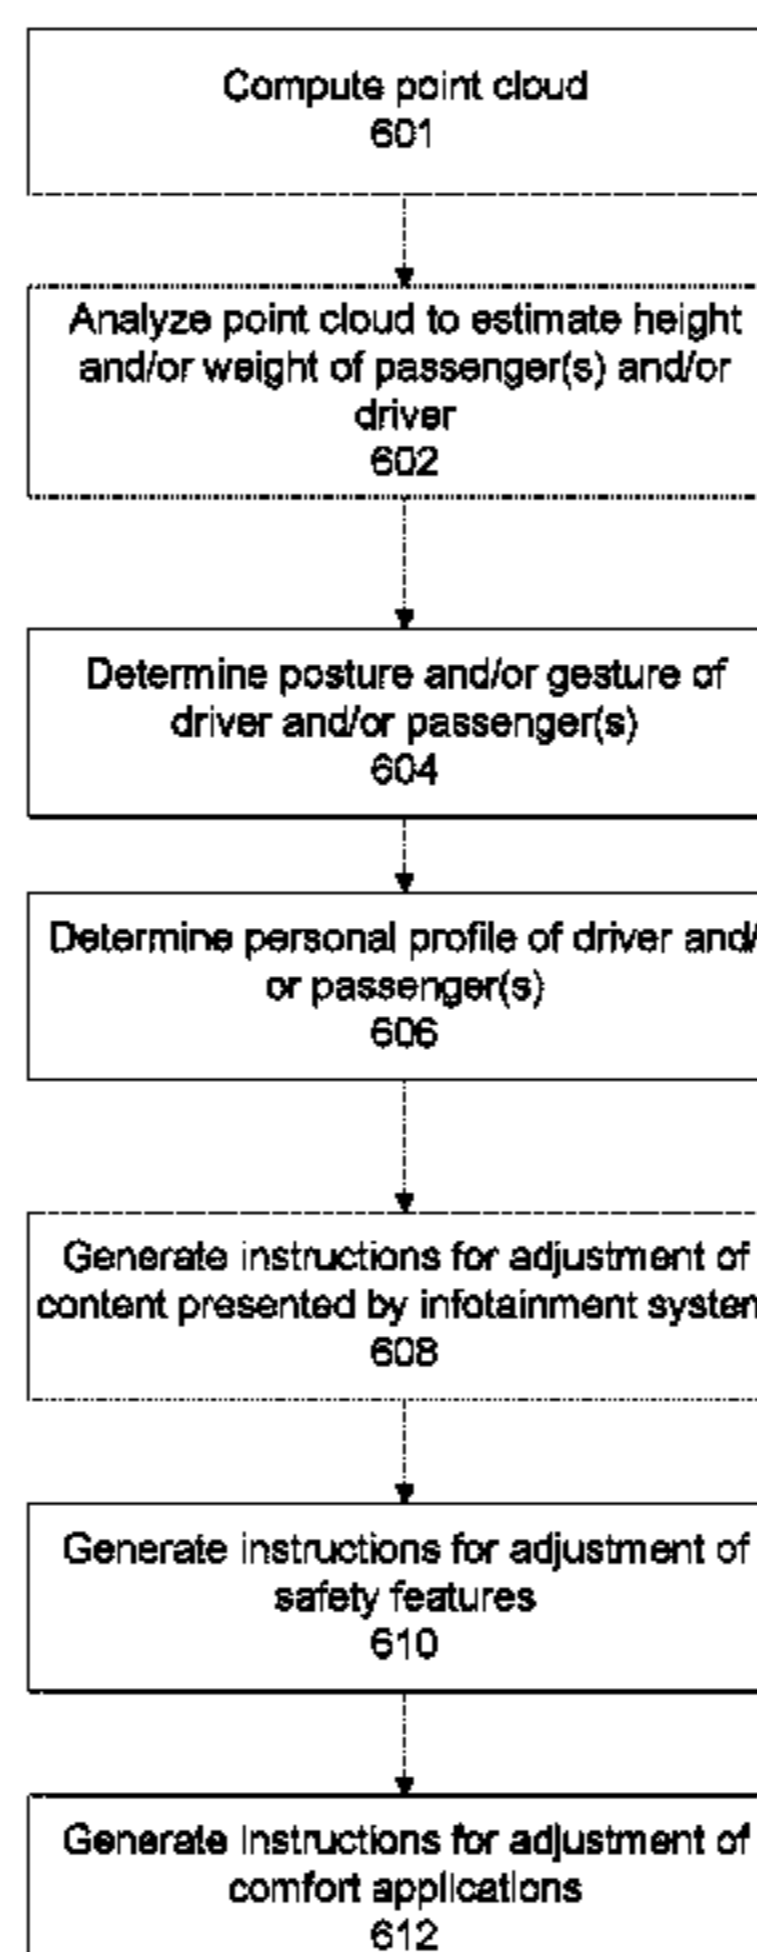 Compute point cloud
601
Analyze point cloud to estimate height
and/or weight of passenger(s) and/or
driver
602
Determine posture and/or gesture of
driver and/or passenger(s)
604
Determine personal profile of driver and/
or passenger(s)
606
Generate instructions for adjustment of
content presented by infotainment system
608
Generate instructions for adjustment of
safety features
610
Generate instructions for adjustment of
comfort applications
612